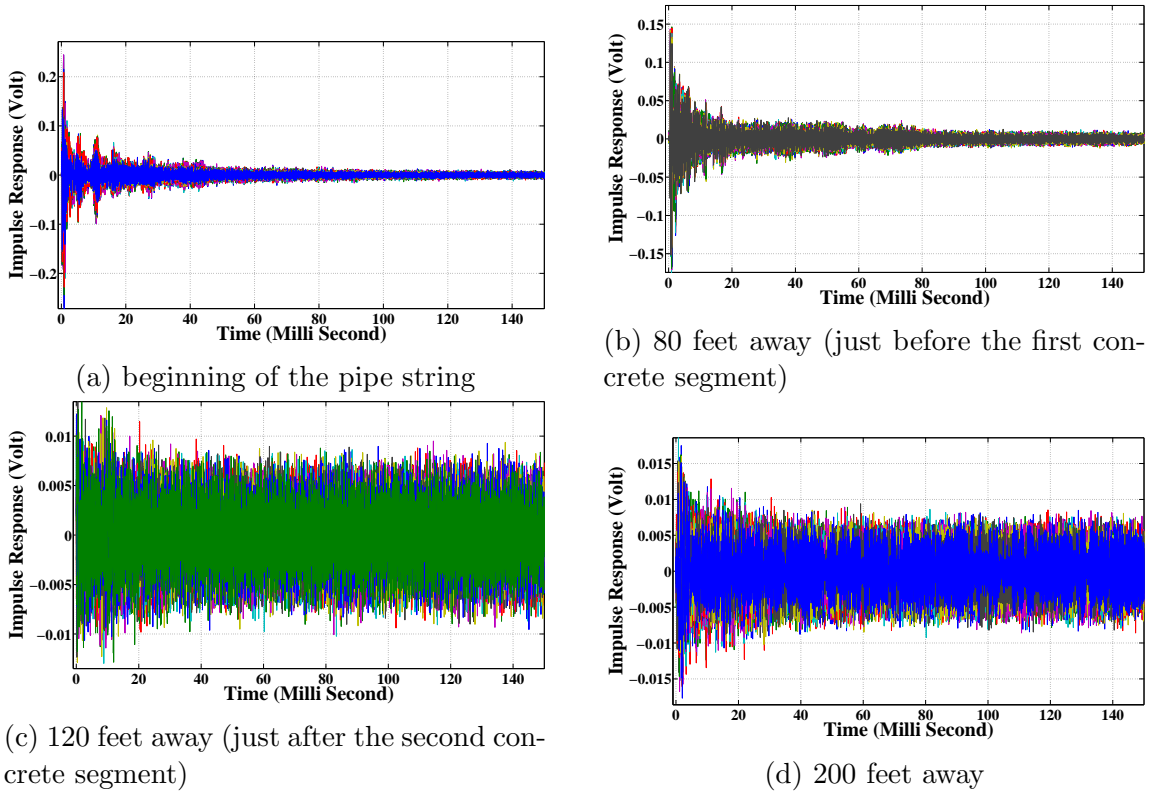 Impulse Response (Volt)
0.2
0.1
0
−0.1
−0.2
0 20 40 60 80 100 120 140
Time (Milli Second)
(a) beginning of the pipe string
Impulse Response (Volt)
0.15
0.1
0.05
0
−0.05
−0.1
−0.15
0 20 40 60 80 100 120 140
Time (Milli Second)
(b) 80 feet away (just before the first con-
crete segment)
Impulse Response (Volt)
0.01
0.005
0
−0.005
−0.01
0 20 40 60 80 100 120 140
Time (Milli Second)
(c) 120 feet away (just after the second con-
crete segment)
Impulse Response (Volt)
0.015
0.01
0.005
0
−0.005
−0.01
−0.015
0 20 40 60 80 100 120 140
Time (Milli Second)
(d) 200 feet away